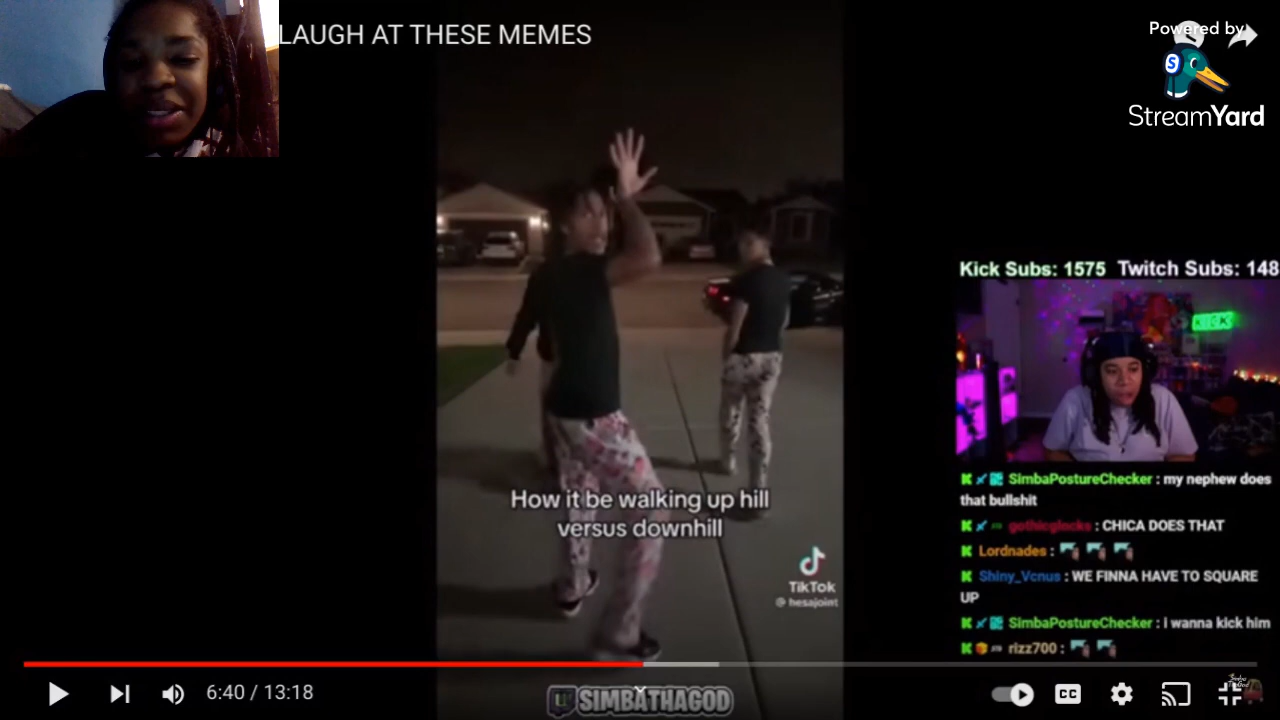 LAUGH AT THESE MEMES
Powered by
StreamYard
Kick Subs: 1575 Twitch Subs: 148
KICK
How it be walking up hill
versus downhill
TikTok
@ hesajoint
SimbaPostureChecker : my nephew does
that bullshit
gothicglocks : CHICA DOES THAT
Lordnades :
Shiny_Vcnus : WE FINNA HAVE TO SQUARE
UP
SimbaPostureChecker : i wanna kick him
rizz700 :
6:40 / 13:18
CC
SIMBATHAGOD